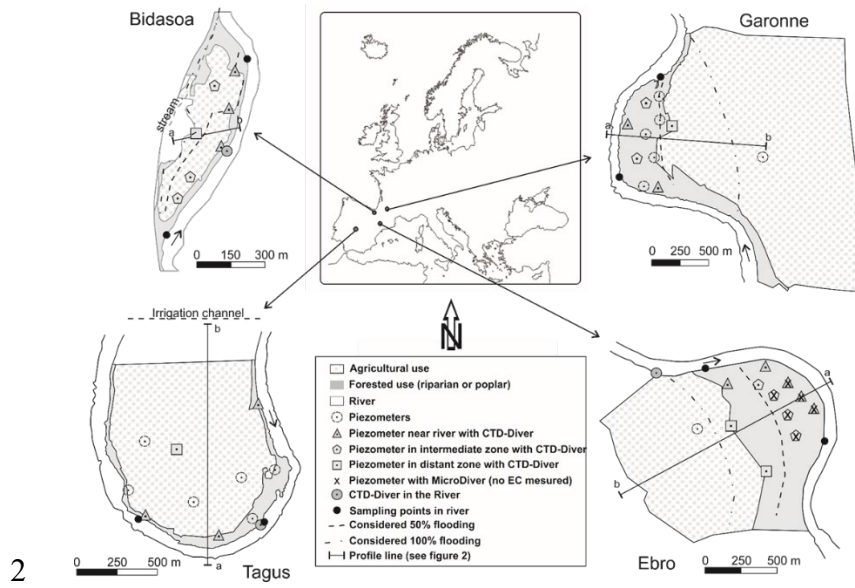 Bidasoa
Garonne
stream
a
b
a
b
0 150 300 m
0 250 500 m
Irrigation channel
b
N
Agricultural use
Forested use (riparian or poplar)
River
Piezometers
Piezometer near river with CTD-Diver
Piezometer in intermediate zone with CTD-Diver
Piezometer in distant zone with CTD-Diver
Piezometer with MicroDiver (no EC mesured)
CTD-Diver in the River
Sampling points in river
Considered 50% flooding
Considered 100% flooding
Profile line (see figure 2)
a
b
a
0 250 500 m
Tagus
Ebro
0 250 500 m
2